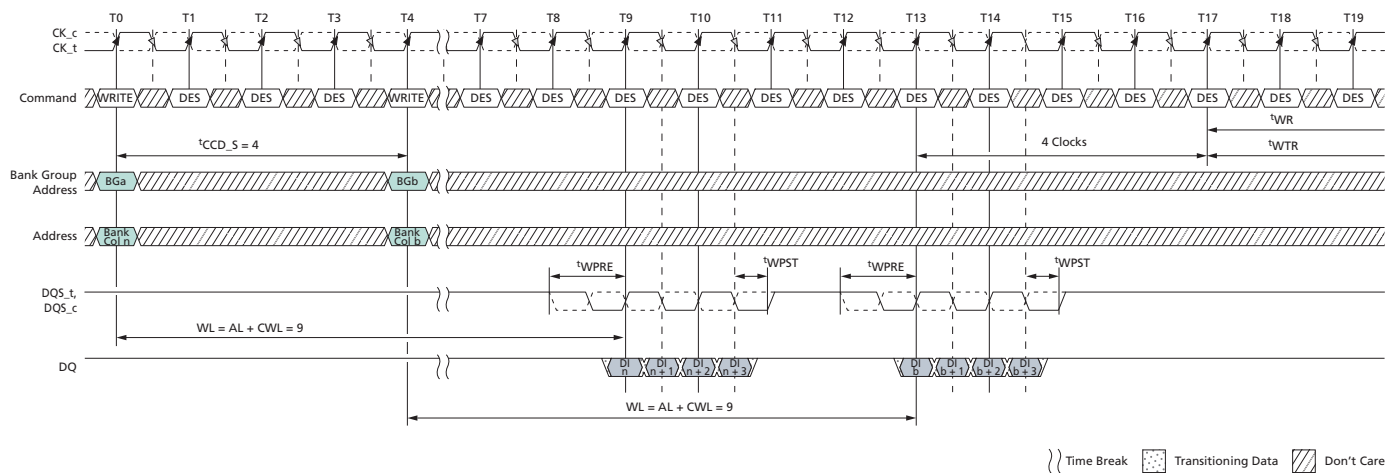 T0 T1 T2 T3 T4 T7 T8 T9 T10 T11 T12 T13 T14 T15 T16 T17 T18 T19
CK_c
CK_t
Command WRITE DES DES DES WRITE DES DES DES DES DES DES DES DES DES DES DES DES DES
tWR
tCCD_S = 4 4 Clocks tWTR
Bank Group
Address BGa BGb
Address Bank
Col n Bank
Col b
tWPRE tWPST tWPRE tWPST
DQS_t,
DQS_c
WL = AL + CWL = 9
DQ DI
n DI
n + 1 DI
n + 2 DI
n + 3 DI
b DI
b + 1 DI
b + 2 DI
b + 3
WL = AL + CWL = 9
Time Break Transitioning Data Don't Care